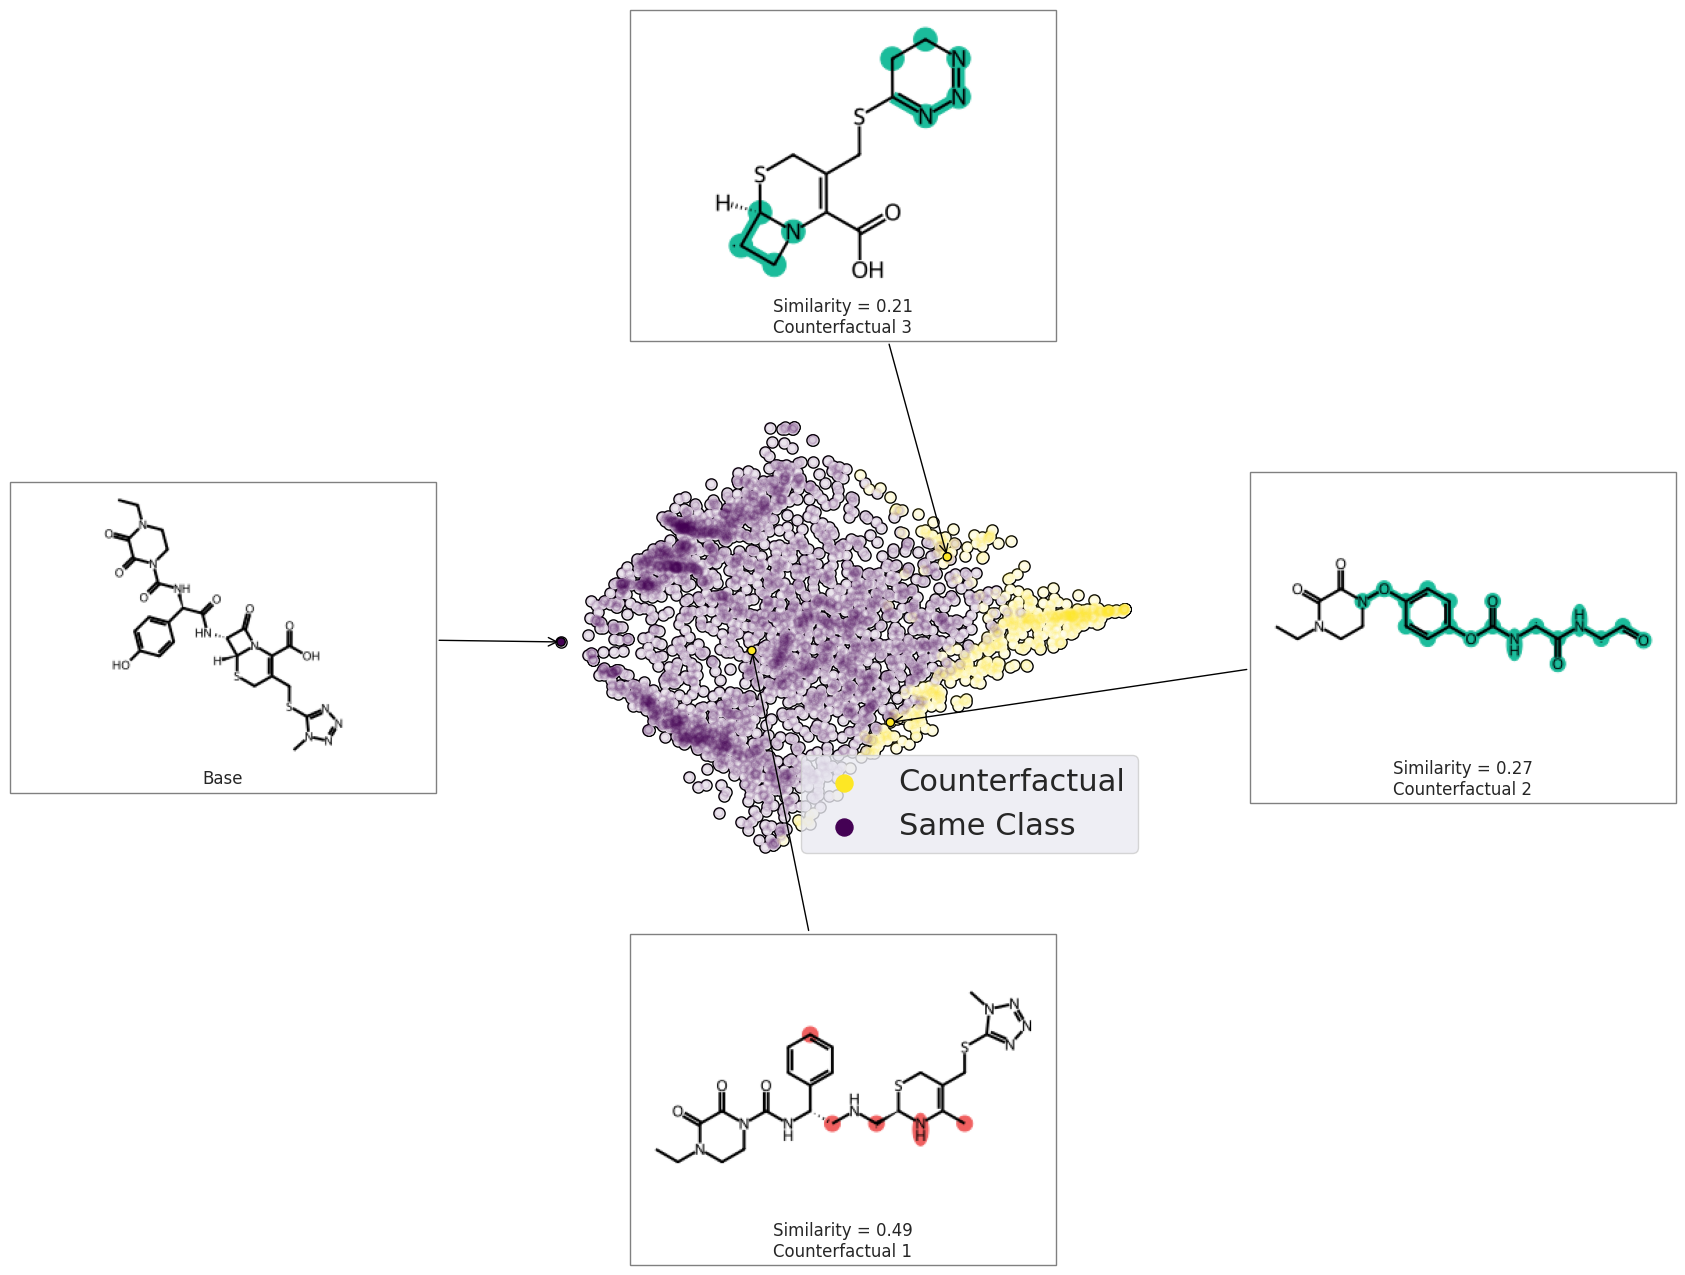 N
N
N
S
S
H
N
O
OH
Similarity = 0.21
Counterfactual 3
N
O
O
N
O
NH
O
O
HN
HO
N
O
OH
H
S
S
N
N
N
N
Base
O
O
N
N
O
O
O
N
H
O
H
N
O
Similarity = 0.27
Counterfactual 2
Counterfactual
Same Class
N
N
N
N
S
S
O
O
O
N
N
N
H
H
N
N
H
Similarity = 0.49
Counterfactual 1